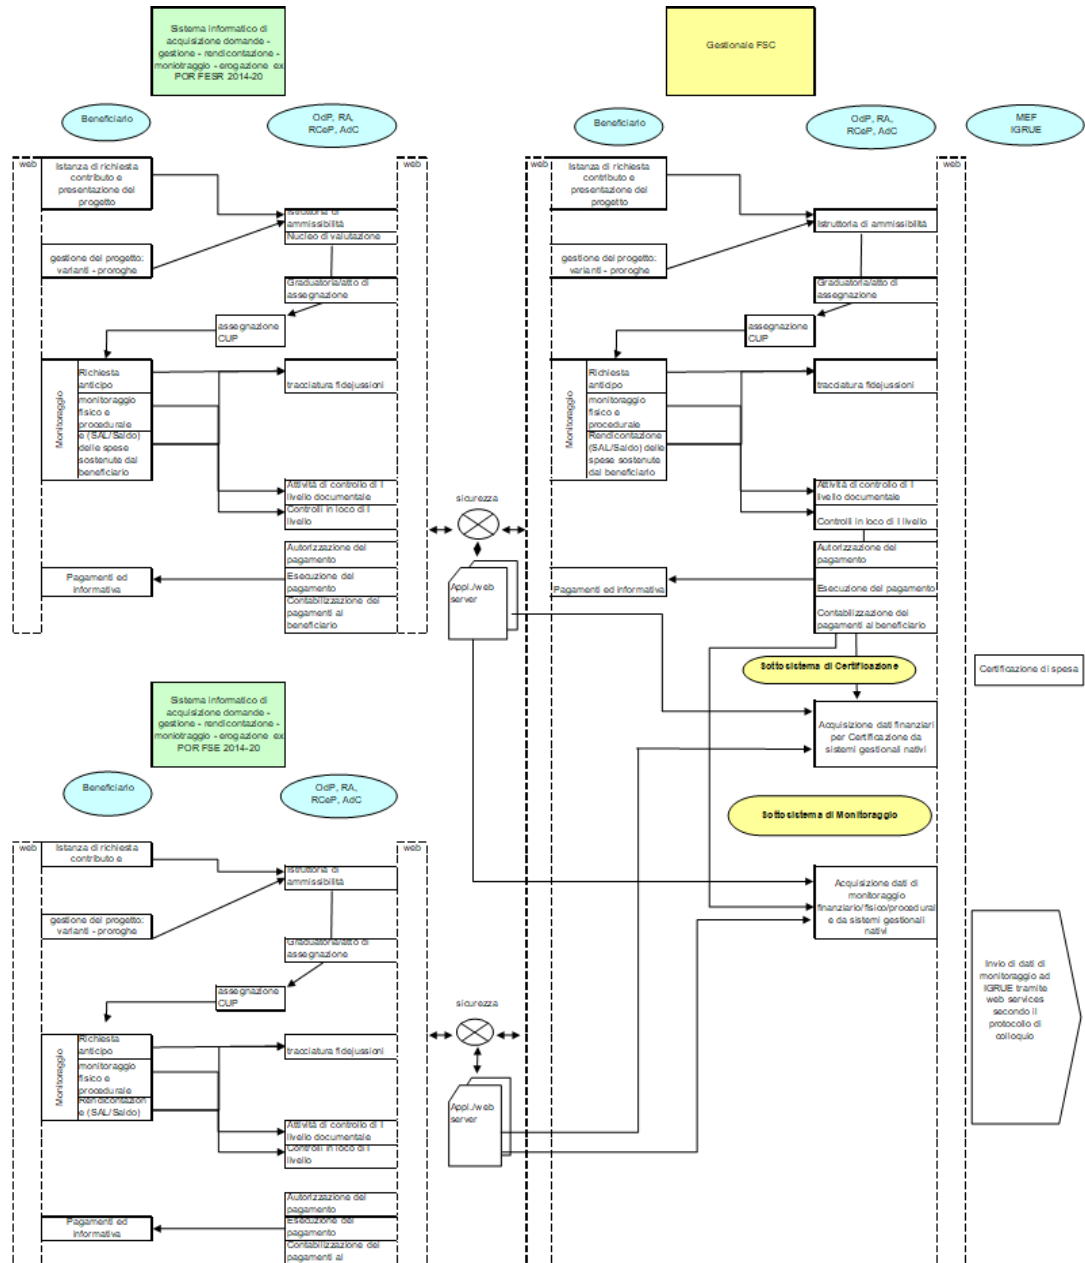 Sistema informatico di
acquisizione domande -
gestione - rendicontazione -
moniotraggio - erogazione ex
POR FESR 2014-20
Gestionale FSC
Beneficiario
OdP, RA,
RCeP, AdC
Beneficiario
OdP, RA,
RCeP, AdC
MEF
IGRUE
web
Istanza di richiesta
contributo e
presentazione del
progetto
web
web
Istanza di richiesta
contributo e
presentazione del
progetto
web
Istruttoria di
ammissibilità
Nucleo di valutazione
Istruttoria di ammissibilità
gestione del progetto:
varianti - proroghe
gestione del progetto:
varianti - proroghe
Graduatoria/atto di
assegnazione
Graduatoria/atto di
assegnazione
assegnazione
CUP
assegnazione
CUP
Monitoraggio
Richiesta
anticipo
monitoraggio
fisico e
procedurale
e (SAL/Saldo)
delle spese
sostenute dal
beneficiario
tracciatura fidejussioni
Monitoraggio
Richiesta
anticipo
monitoraggio
fisico e
procedurale
Rendicontazione
(SAL/Saldo) delle
spese sostenute
dal beneficiario
tracciatura fidejussioni
Attività di controllo di I
livello documentale
Controlli in loco di I
livello
sicurezza
Attività di controllo di I
livello documentale
Controlli in loco di I livello
Autorizzazione del
pagamento
Esecuzione del
pagamento
Contabilizzazione dei
pagamenti al
beneficiario
Pagamenti ed
informativa
Appl./web
server
Autorizzazione del
pagamento
Esecuzione del pagamento
Contabilizzazione dei
pagamenti al beneficiario
Pagamenti ed informativa
Sottosistema di Certificazione
Certificazione di spesa
Sistema informatico di
acquisizione domande -
gestione - rendicontazione -
moniotraggio - erogazione ex
POR FSE 2014-20
Acquisizione dati finanziari
per Certificazione da
sistemi gestionali nativi
Beneficiario
OdP, RA,
RCeP, AdC
Sottosistema di Monitoraggio
web
Istanza di richiesta
contributo e
web
Istruttoria di
ammissibilità
Acquisizione dati di
monitoraggio
finanziario/fisico/procedural
e da sistemi gestionali
nativi
gestione del progetto:
varianti - proroghe
Graduatoria/atto di
assegnazione
Invio di dati di
monitoraggio ad
IGRUE tramite
web services
secondo il
protocollo di
colloquio
assegnazione
CUP
sicurezza
Monitoraggio
Richiesta
anticipo
monitoraggio
fisico e
procedurale
Rendicontazion
e (SAL/Saldo)
tracciatura fidejussioni
Appl./web
server
Attività di controllo di I
livello documentale
Controlli in loco di I
livello
Autorizzazione del
pagamento
Esecuzione del
pagamento
Contabilizzazione dei
pagamenti al
Pagamenti ed
informativa